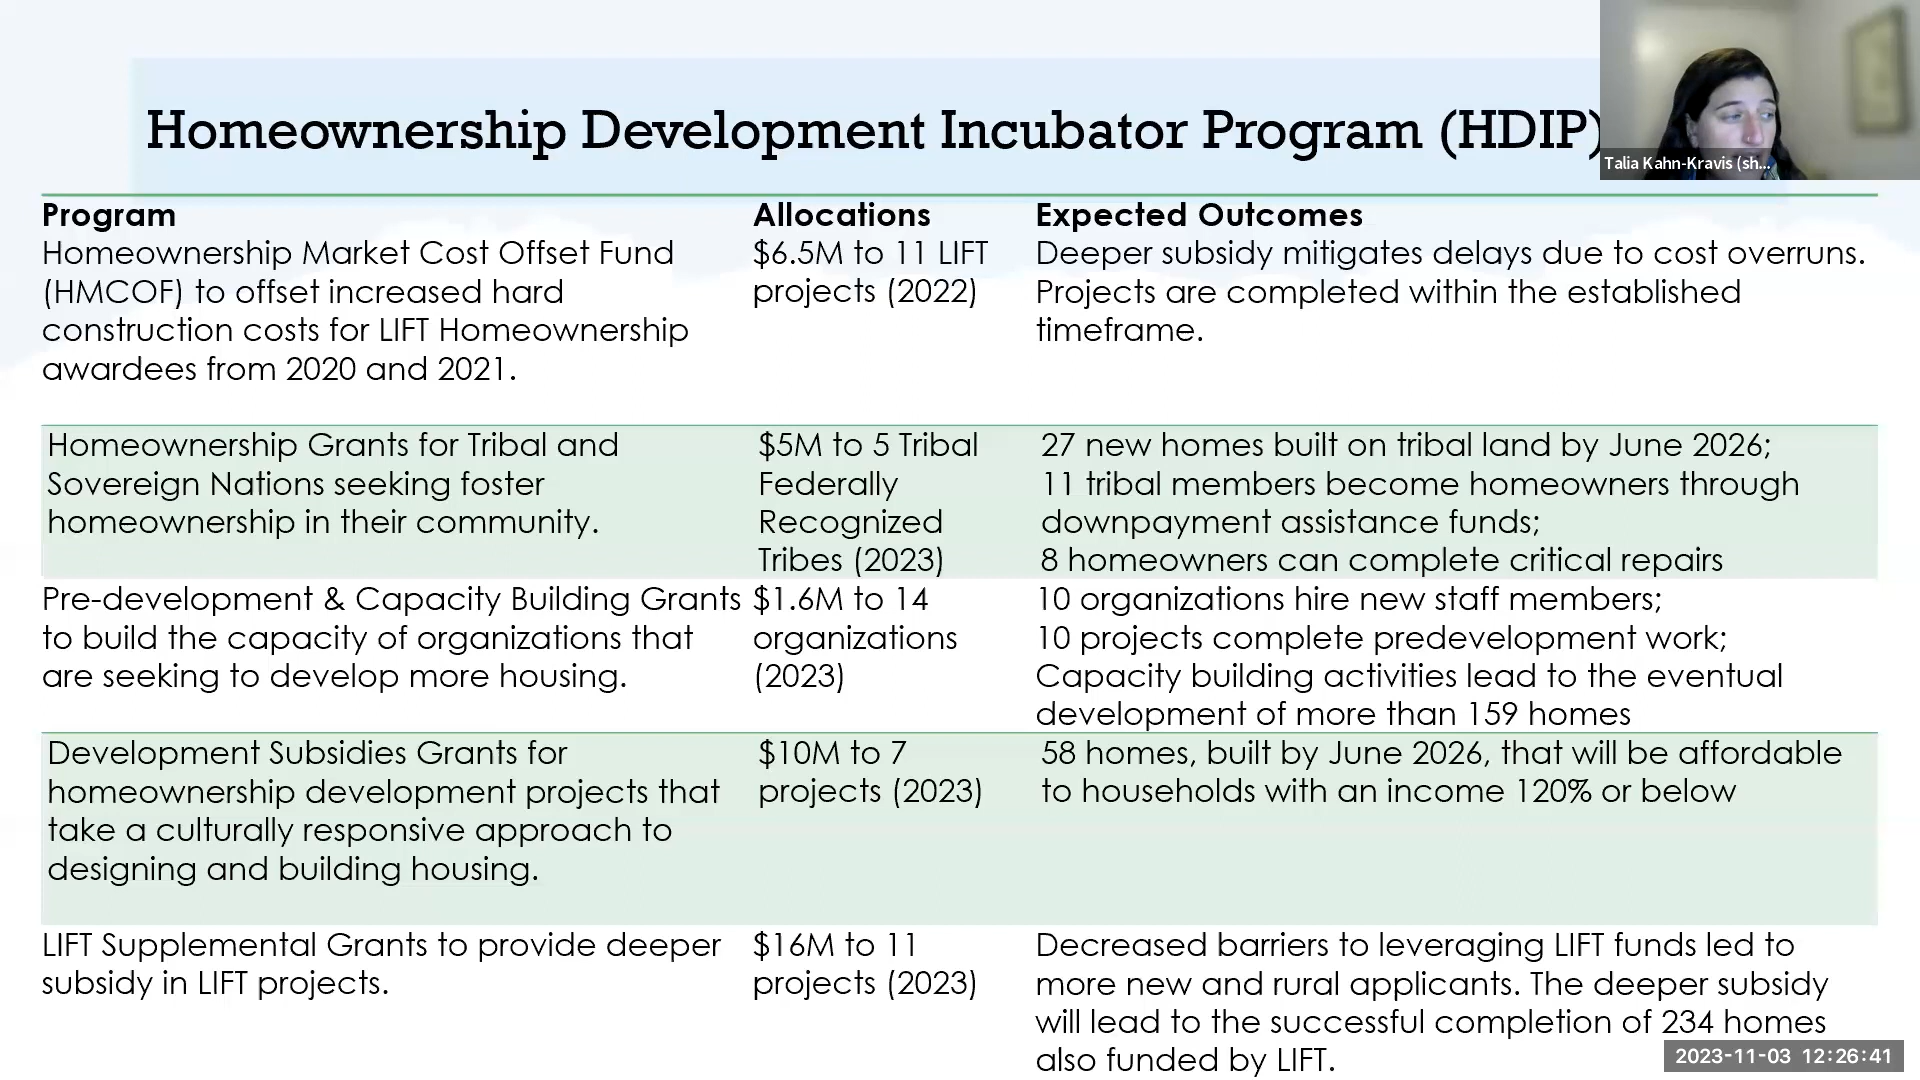 Homeownership Development Incubator Program (HDIP)
Talia Kahn-Kravis (sh...
Program
Allocations
Expected Outcomes
Homeownership Market Cost Offset Fund
(HMCOF) to offset increased hard
construction costs for LIFT Homeownership
awardees from 2020 and 2021.
$6.5M to 11 LIFT
projects (2022)
Deeper subsidy mitigates delays due to cost overruns.
Projects are completed within the established
timeframe.
Homeownership Grants for Tribal and
Sovereign Nations seeking foster
homeownership in their community.
$5M to 5 Tribal
Federally
Recognized
Tribes (2023)
27 new homes built on tribal land by June 2026;
11 tribal members become homeowners through
downpayment assistance funds;
8 homeowners can complete critical repairs
Pre-development & Capacity Building Grants
to build the capacity of organizations that
are seeking to develop more housing.
$1.6M to 14
organizations
(2023)
10 organizations hire new staff members;
10 projects complete predevelopment work;
Capacity building activities lead to the eventual
development of more than 159 homes
Development Subsidies Grants for
homeownership development projects that
take a culturally responsive approach to
designing and building housing.
$10M to 7
projects (2023)
58 homes, built by June 2026, that will be affordable
to households with an income 120% or below
LIFT Supplemental Grants to provide deeper
subsidy in LIFT projects.
$16M to 11
projects (2023)
Decreased barriers to leveraging LIFT funds led to
more new and rural applicants. The deeper subsidy
will lead to the successful completion of 234 homes
also funded by LIFT.
2023-11-03 12:26:41